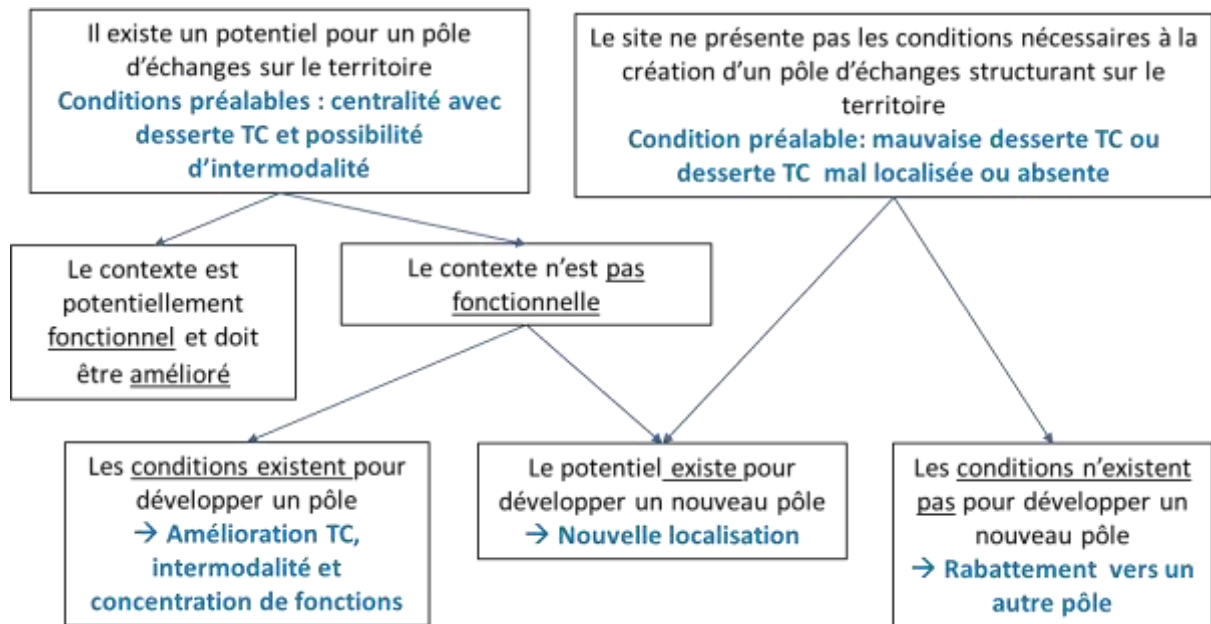 Il existe un potentiel pour un pôle
d'échanges sur le territoire
Conditions préalables : centralité avec
desserte TC et possibilité
d'intermodalité
Le site ne présente pas les conditions nécessaires à la
création d'un pôle d'échanges structurant sur le
territoire
Condition préalable: mauvaise desserte TC ou
desserte TC mal localisée ou absente
Le contexte est
potentiellement
fonctionnel et doit
être amélioré
Le contexte n'est pas
fonctionnelle
Les conditions existent pour
développer un pôle
→ Amélioration TC,
intermodalité et
concentration de fonctions
Le potentiel existe pour
développer un nouveau pôle
→ Nouvelle localisation
Les conditions n'existent
pas pour développer un
nouveau pôle
→ Rabattement vers un
autre pôle